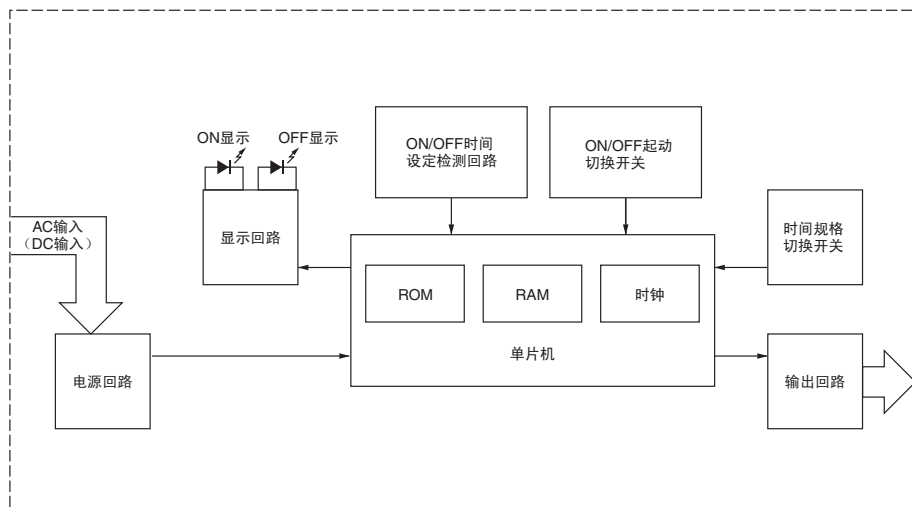 ON显示
OFF显示
ON/OFF时间
设定检测回路
ON/OFF起动
切换开关
AC输入
（DC输入）
显示回路
时间规格
切换开关
ROM
RAM
时钟
单片机
电源回路
输出回路